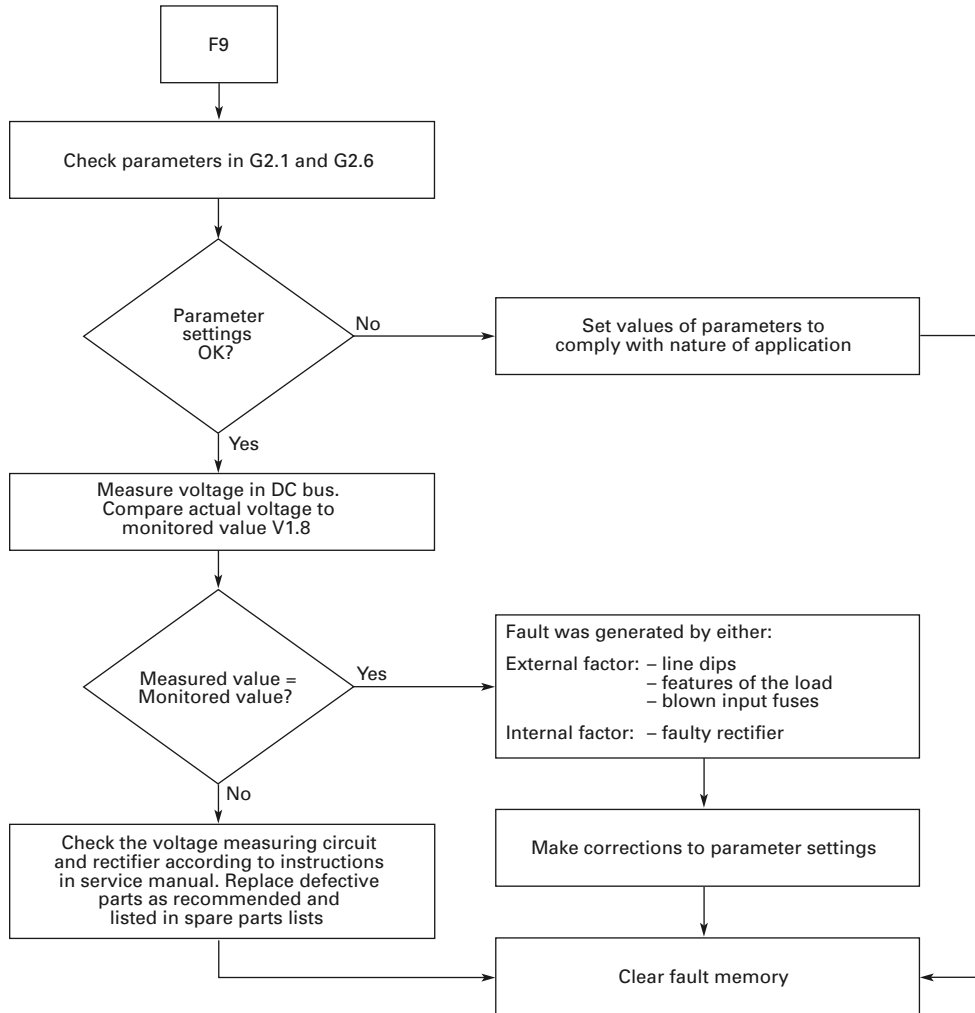 F9
Check parameters in G2.1 and G2.6
Parameter
settings
OK?
No
Set values of parameters to
comply with nature of application
Yes
Measure voltage in DC bus.
Compare actual voltage to
monitored value V1.8
Measured value =
Monitored value?
Yes
Fault was generated by either:
External factor: – line dips
– features of the load
– blown input fuses
Internal factor: – faulty rectifier
No
Check the voltage measuring circuit
and rectifier according to instructions
in service manual. Replace defective
parts as recommended and
listed in spare parts lists
Make corrections to parameter settings
Clear fault memory